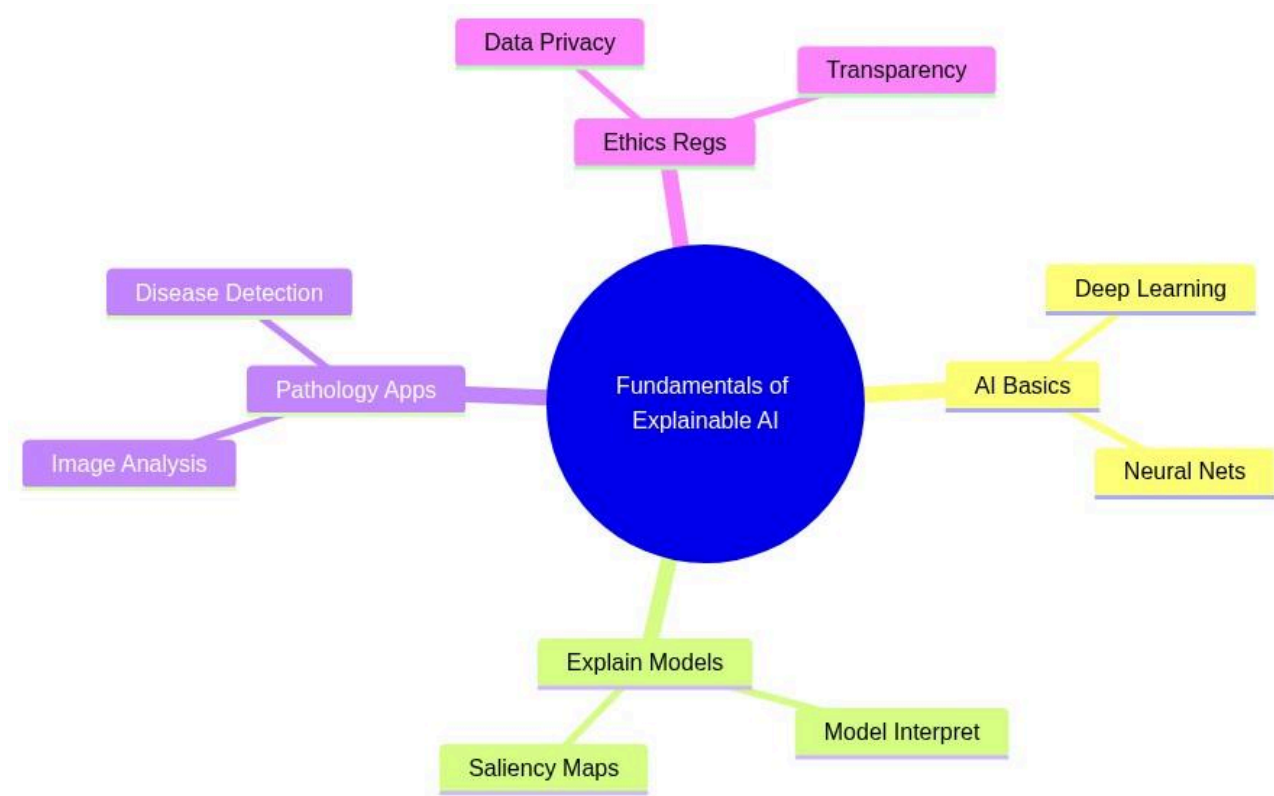 Data Privacy
Transparency
Ethics Regs
Disease Detection
Deep Learning
Pathology Apps
Fundamentals of
Explainable AI
AI Basics
Image Analysis
Neural Nets
Explain Models
Model Interpret
Saliency Maps